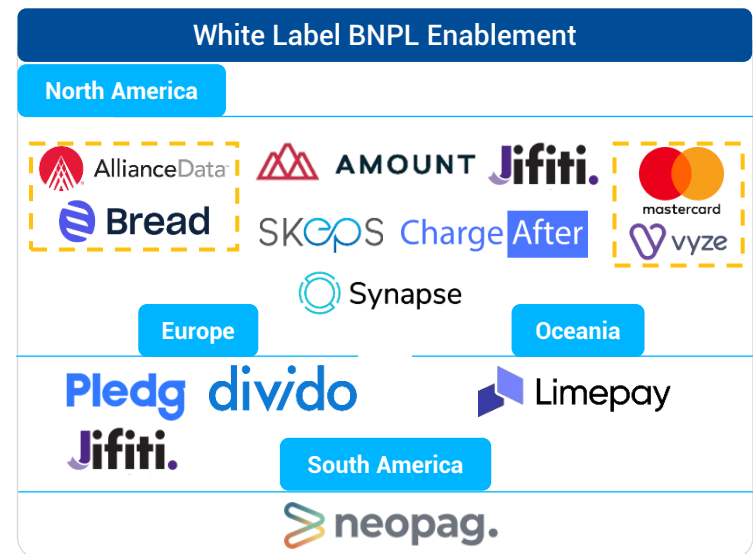 White Label BNPL Enablement
North America
AllianceData
AMOUNT
Jifiti.
mastercard
Bread
SKEPS
ChargeAfter
vyze
Synapse
Europe
Oceania
Pledg
divido
Limepay
Jifiti.
South America
neopag.